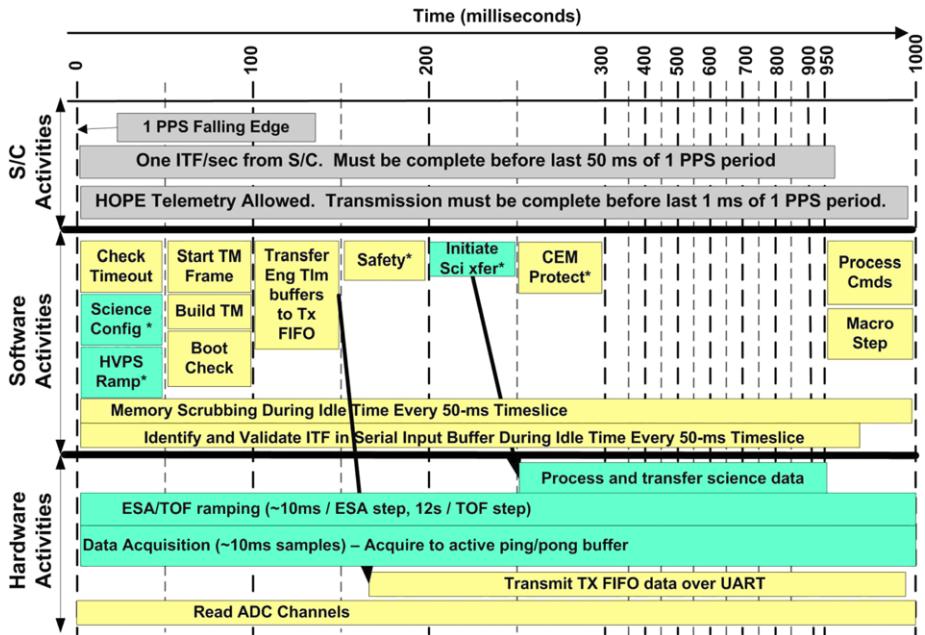 Time (milliseconds)
0
100
200
300
400
500
600
700
800
900
950
1000
S/C
Activities
1 PPS Falling Edge
One ITF/sec from S/C. Must be complete before last 50 ms of 1 PPS period
HOPE Telemetry Allowed. Transmission must be complete before last 1 ms of 1 PPS period.
Software
Activities
Check
Timeout
Science
Config *
HVPS
Ramp*
Start TM
Frame
Build TM
Boot
Check
Transfer
Eng Tlm
buffers
to Tx
FIFO
Safety*
Initiate
Sci xfer*
CEM
Protect*
Process
Cmds
Macro
Step
Memory Scrubbing During Idle Time Every 50-ms Timeslice
Identify and Validate ITF in Serial Input Buffer During Idle Time Every 50-ms Timeslice
Hardware
Activities
Process and transfer science data
ESA/TOF ramping (~10ms / ESA step, 12s / TOF step)
Data Acquisition (~10ms samples) – Acquire to active ping/pong buffer
Transmit TX FIFO data over UART
Read ADC Channels